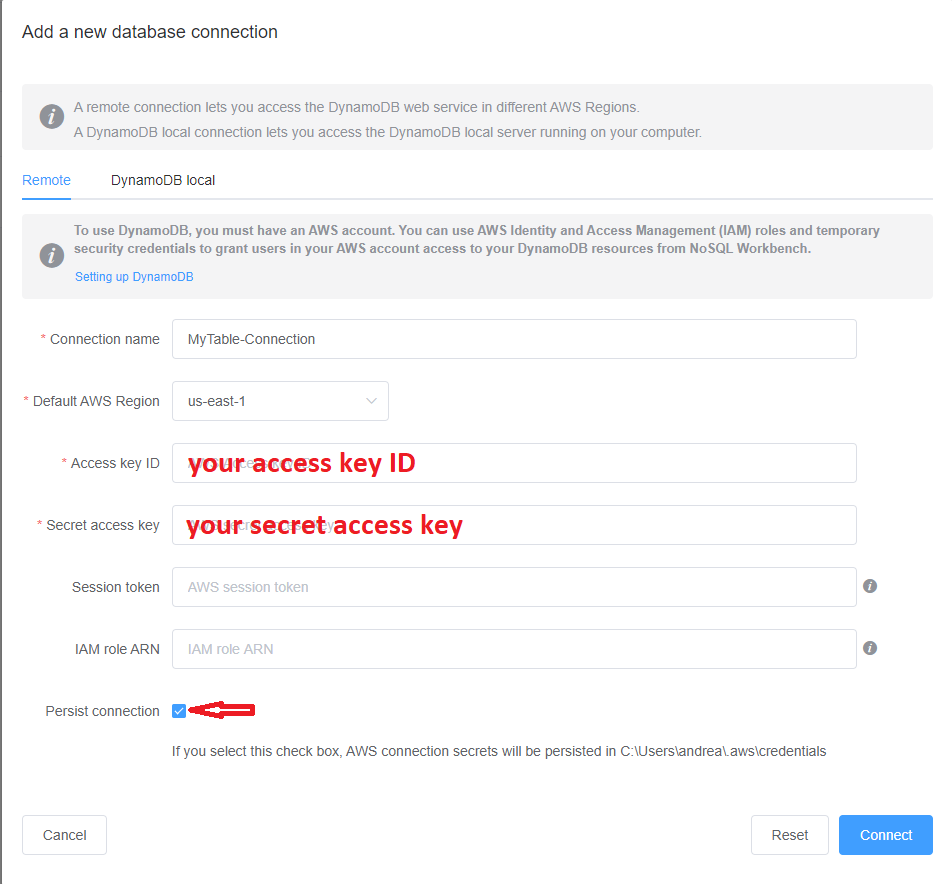 Add a new database connection
A remote connection lets you access the DynamoDB web service in different AWS Regions.
A DynamoDB local connection lets you access the DynamoDB local server running on your computer.
Remote
DynamoDB local
To use DynamoDB, you must have an AWS account. You can use AWS Identity and Access Management (IAM) roles and temporary
security credentials to grant users in your AWS account access to your DynamoDB resources from NoSQL Workbench.
Setting up DynamoDB
* Connection name
MyTable-Connection
* Default AWS Region
us-east-1
* Access key ID
your access key ID
* Secret access key
your secret access key
Session token
AWS session token
IAM role ARN
IAM role ARN
Persist connection
If you select this check box, AWS connection secrets will be persisted in C:\Users\andrea\.aws\credentials
Cancel
Reset
Connect